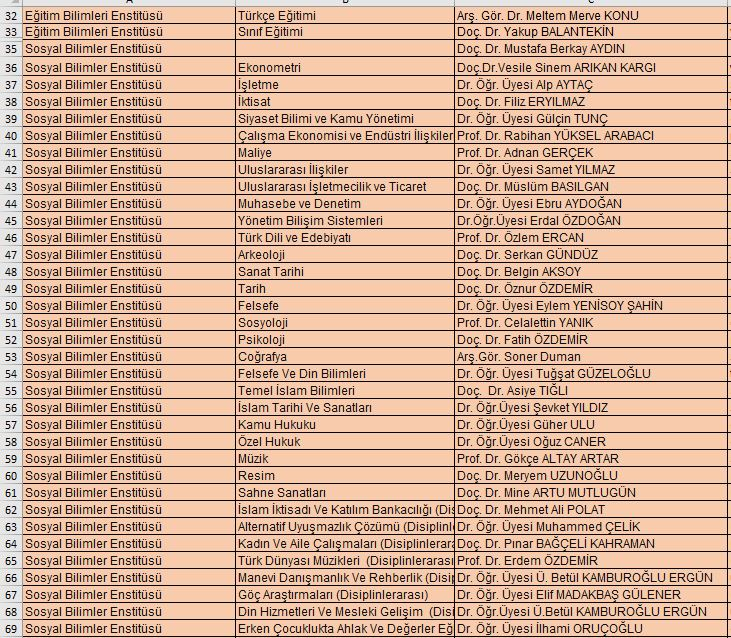 32 Eğitim Bilimleri Enstitüsü Türkçe Eğitimi Arş. Gör. Dr. Meltem Merve KONU
33 Eğitim Bilimleri Enstitüsü Sınıf Eğitimi Doç. Dr. Yakup BALANTEKİN
35 Sosyal Bilimler Enstitüsü Doç. Dr. Mustafa Berkay AYDIN
36 Sosyal Bilimler Enstitüsü Ekonometri Doç.Dr.Vesile Sinem ARIKAN KARGI
37 Sosyal Bilimler Enstitüsü İşletme Dr. Öğr. Üyesi Alp AYTAÇ
38 Sosyal Bilimler Enstitüsü İktisat Doç. Dr. Filiz ERYILMAZ
39 Sosyal Bilimler Enstitüsü Siyaset Bilimi ve Kamu Yönetimi Dr. Öğr. Üyesi Gülçin TUNÇ
40 Sosyal Bilimler Enstitüsü Çalışma Ekonomisi ve Endüstri İlişkiler Prof. Dr. Rabihan YÜKSEL ARABACI
41 Sosyal Bilimler Enstitüsü Maliye Prof. Dr. Adnan GERÇEK
42 Sosyal Bilimler Enstitüsü Uluslararası İlişkiler Dr. Öğr. Üyesi Samet YILMAZ
43 Sosyal Bilimler Enstitüsü Uluslararası İşletmecilik ve Ticaret Doç. Dr. Müslüm BASILGAN
44 Sosyal Bilimler Enstitüsü Muhasebe ve Denetim Dr. Öğr. Üyesi Ebru AYDOĞAN
45 Sosyal Bilimler Enstitüsü Yönetim Bilişim Sistemleri Dr.Öğr.Üyesi Erdal ÖZDOĞAN
46 Sosyal Bilimler Enstitüsü Türk Dili ve Edebiyatı Prof. Dr. Özlem ERCAN
47 Sosyal Bilimler Enstitüsü Arkeoloji Doç. Dr. Serkan GÜNDÜZ
48 Sosyal Bilimler Enstitüsü Sanat Tarihi Doç. Dr. Belgin AKSOY
49 Sosyal Bilimler Enstitüsü Tarih Doç. Dr. Öznur ÖZDEMİR
50 Sosyal Bilimler Enstitüsü Felsefe Dr. Öğr. Üyesi Eylem YENİSOY ŞAHİN
51 Sosyal Bilimler Enstitüsü Sosyoloji Prof. Dr. Celalettin YANIK
52 Sosyal Bilimler Enstitüsü Psikoloji Doç. Dr. Fatih ÖZDEMİR
53 Sosyal Bilimler Enstitüsü Coğrafya Arş.Gör. Soner Duman
54 Sosyal Bilimler Enstitüsü Felsefe Ve Din Bilimleri Dr. Öğr. Üyesi Tuğşat GÜZELOĞLU
55 Sosyal Bilimler Enstitüsü Temel İslam Bilimleri Doç. Dr. Asiye TIĞLI
56 Sosyal Bilimler Enstitüsü İslam Tarihi Ve Sanatları Dr. Öğr.Üyesi Şevket YILDIZ
57 Sosyal Bilimler Enstitüsü Kamu Hukuku Dr. Öğr.Üyesi Güher ULU
58 Sosyal Bilimler Enstitüsü Özel Hukuk Dr. Öğr.Üyesi Oğuz CANER
59 Sosyal Bilimler Enstitüsü Müzik Prof. Dr. Gökçe ALTAY ARTAR
60 Sosyal Bilimler Enstitüsü Resim Doç. Dr. Meryem UZUNOĞLU
61 Sosyal Bilimler Enstitüsü Sahne Sanatları Doç. Dr. Mine ARTU MUTLUGÜN
62 Sosyal Bilimler Enstitüsü İslam İktisadı Ve Katılım Bankacılığı (Dis Doç. Dr. Mehmet Ali POLAT
63 Sosyal Bilimler Enstitüsü Alternatif Uyuşmazlık Çözümü (Disiplinle Dr. Öğr. Üyesi Muhammed ÇELİK
64 Sosyal Bilimler Enstitüsü Kadın Ve Aile Çalışmaları (Disiplinlerara Doç. Dr. Pınar BAĞÇELİ KAHRAMAN
65 Sosyal Bilimler Enstitüsü Türk Dünyası Müzikleri (Disiplinlerarası Prof. Dr. Erdem ÖZDEMİR
66 Sosyal Bilimler Enstitüsü Manevi Danışmanlık Ve Rehberlik (Disip Dr. Öğr. Üyesi Ü. Betül KAMBUROĞLU ERGÜN
67 Sosyal Bilimler Enstitüsü Göç Araştırmaları (Disiplinlerarası) Dr. Öğr. Üyesi Elif MADAKBAŞ GÜLENER
68 Sosyal Bilimler Enstitüsü Din Hizmetleri Ve Mesleki Gelişim (Disi Dr. Öğr.Üyesi Ü.Betül KAMBUROĞLU ERGÜN
69 Sosyal Bilimler Enstitüsü Erken Çocuklukta Ahlak Ve Değerler Eğ Dr. Öğr. Üyesi İlhami ORUÇOĞLU